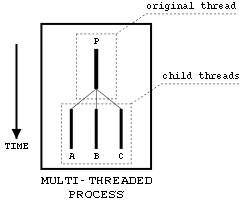 original thread
P
child threads
TIME
A B C
MULTI-THREADED
PROCESS